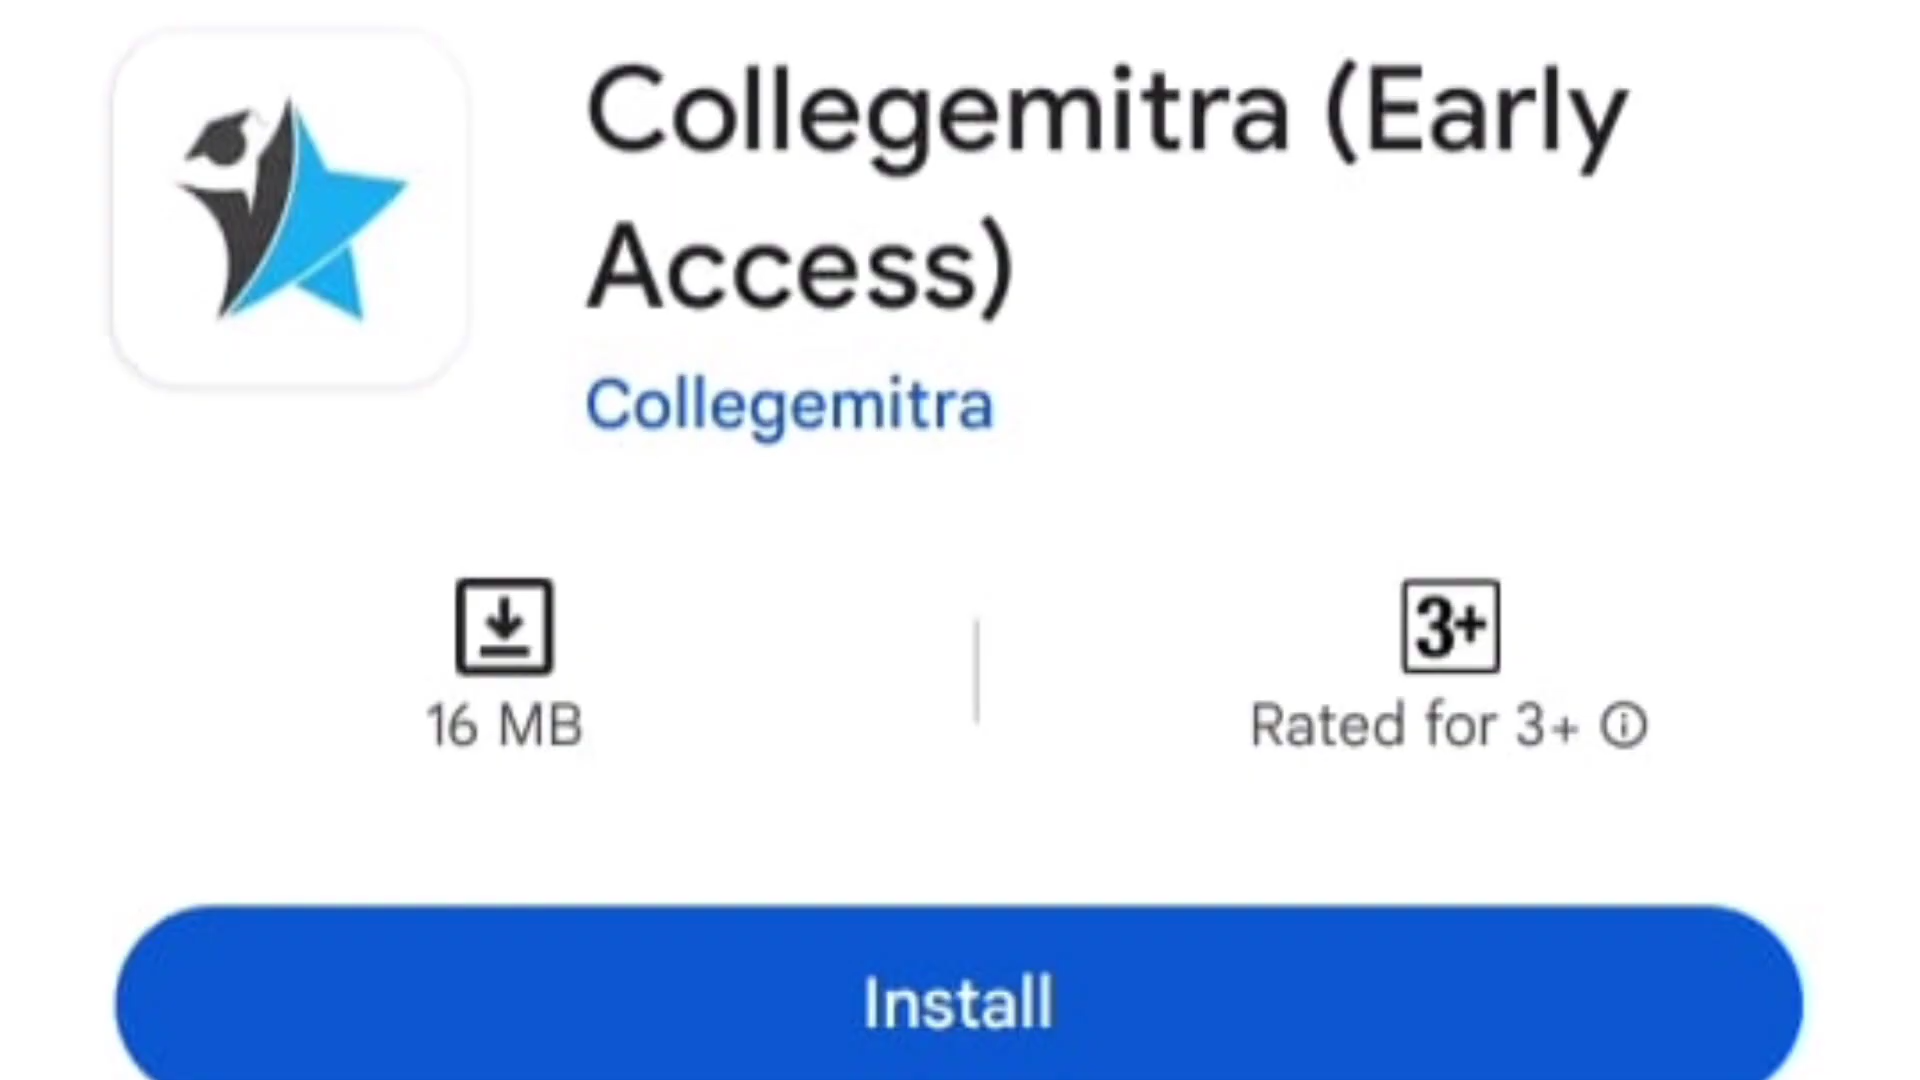 Collegemitra (Early
Access)
Collegemitra
3+
16 MB
Rated for 3+
Install